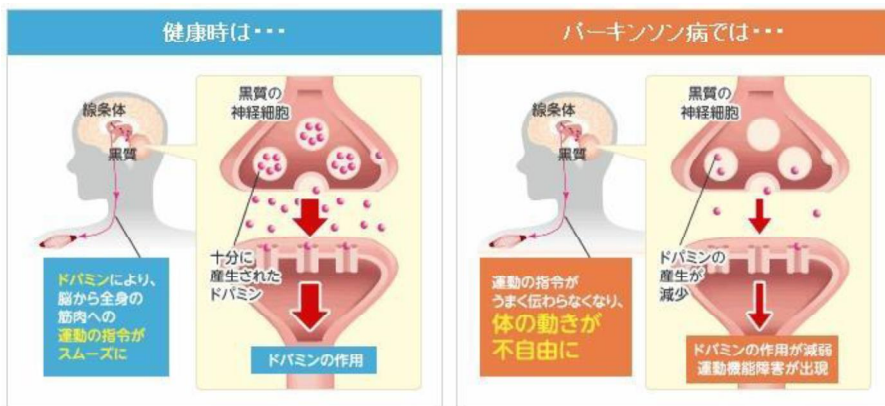 健康時は・・・
線条体
黒質
黒質の
神経細胞
十分に
産生された
ドパミン
ドパミンにより、
脳から全身の
筋肉への
運動の指令が
スムーズに
ドパミンの作用
パーキンソン病では・・・
線条体
黒質
黒質の
神経細胞
ドパミンの
産生が
減少
運動の指令が
うまく伝わらなくなり、
体の動きが
不自由に
ドパミンの作用が減弱
運動機能障害が出現